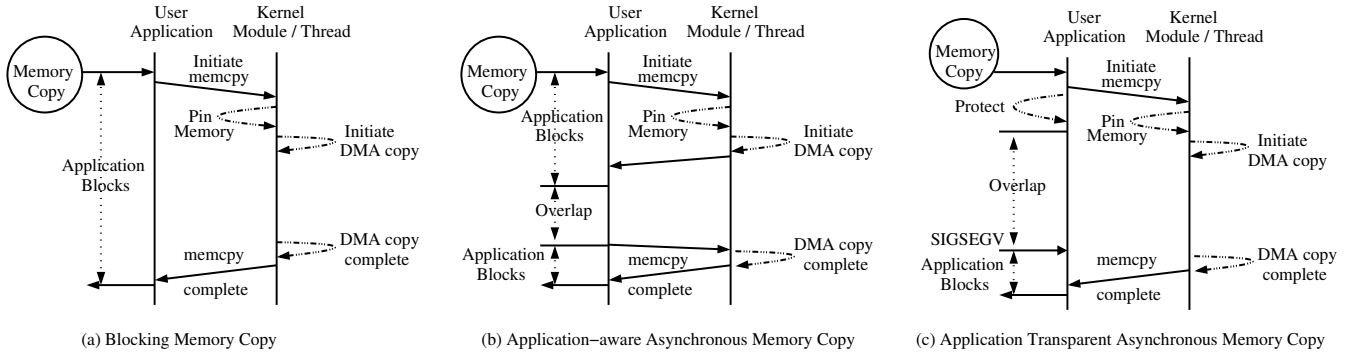 User
Application
Kernel
Module / Thread
Memory
Copy
Initiate
memcpy
Pin
Memory
Initiate
DMA copy
Application
Blocks
DMA copy
complete
memcpy
complete
(a) Blocking Memory Copy
User
Application
Kernel
Module / Thread
Memory
Copy
Initiate
memcpy
Application
Blocks
Pin
Memory
Initiate
DMA copy
Overlap
Application
Blocks
DMA copy
complete
memcpy
complete
(b) Application−aware Asynchronous Memory Copy
User
Application
Kernel
Module / Thread
Memory
Copy
Initiate
memcpy
Protect
Pin
Memory
Initiate
DMA copy
Overlap
SIGSEGV
Application
Blocks
DMA copy
complete
memcpy
complete
(c) Application Transparent Asynchronous Memory Copy